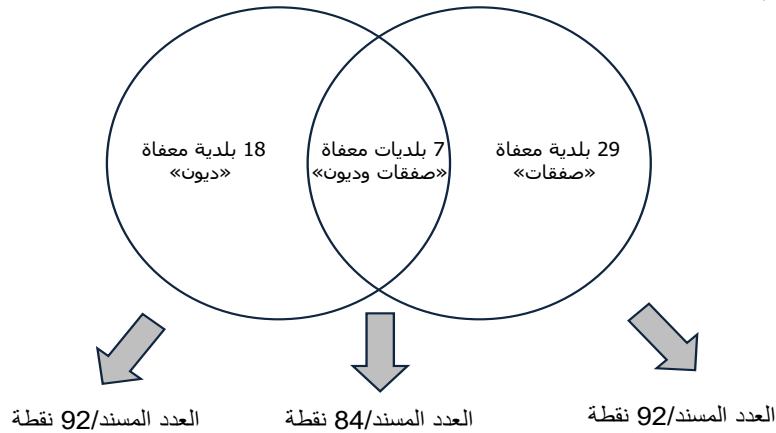 29 بلدية معفاة
«صفقات»
7 بلديات معفاة
«صفقات وديون»
18 بلدية معفاة
«ديون»
العدد المسند/92 نقطة
العدد المسند/84 نقطة
العدد المسند/92 نقطة